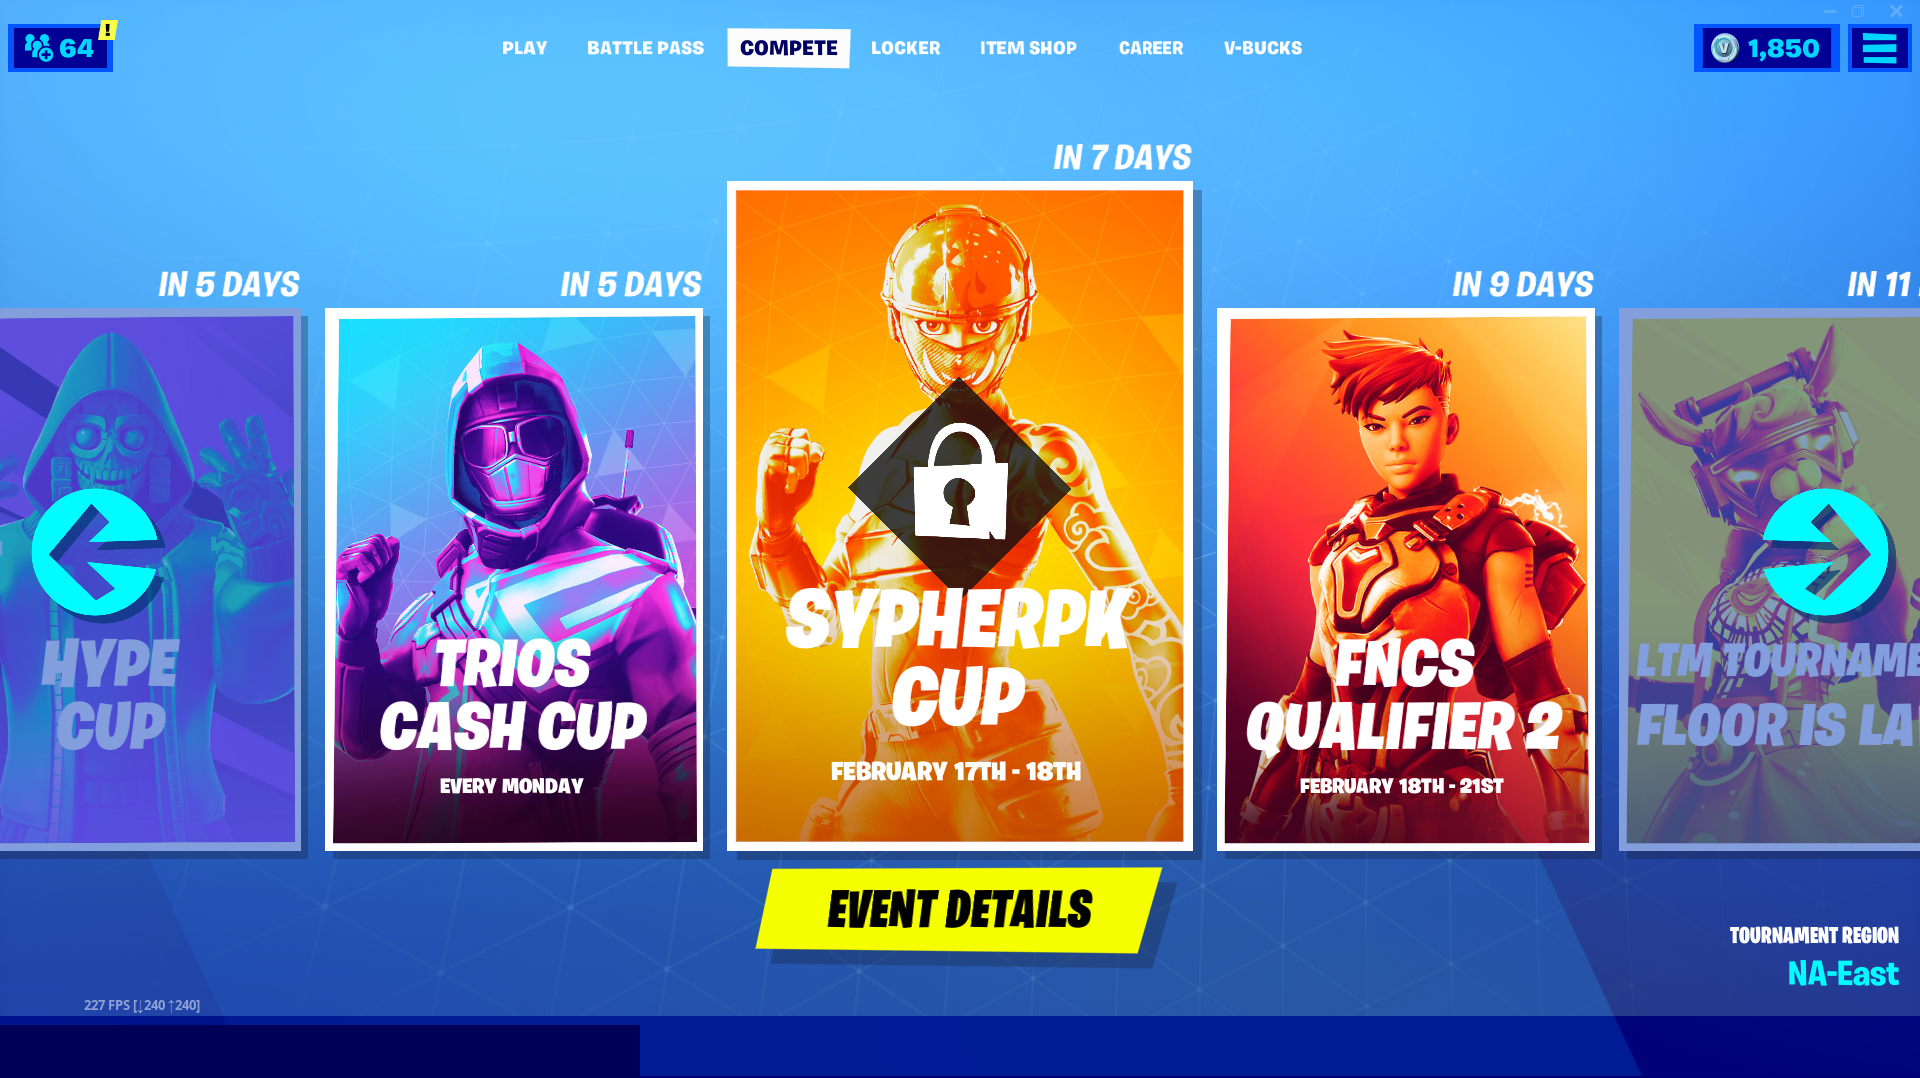 64
!
PLAY
BATTLE PASS
COMPETE
LOCKER
ITEM SHOP
CAREER
V-BUCKS
V
1,850
IN 5 DAYS
HYPE
CUP
IN 5 DAYS
TRIOS
CASH CUP
EVERY MONDAY
IN 7 DAYS
SYPHERPK
CUP
FEBRUARY 17TH - 18TH
IN 9 DAYS
FNCS
QUALIFIER 2
FEBRUARY 18TH - 21ST
IN 11
LTM TOURNAME
FLOOR IS LA
EVENT DETAILS
TOURNAMENT REGION
NA-East
227 FPS [↓240 ↑240]